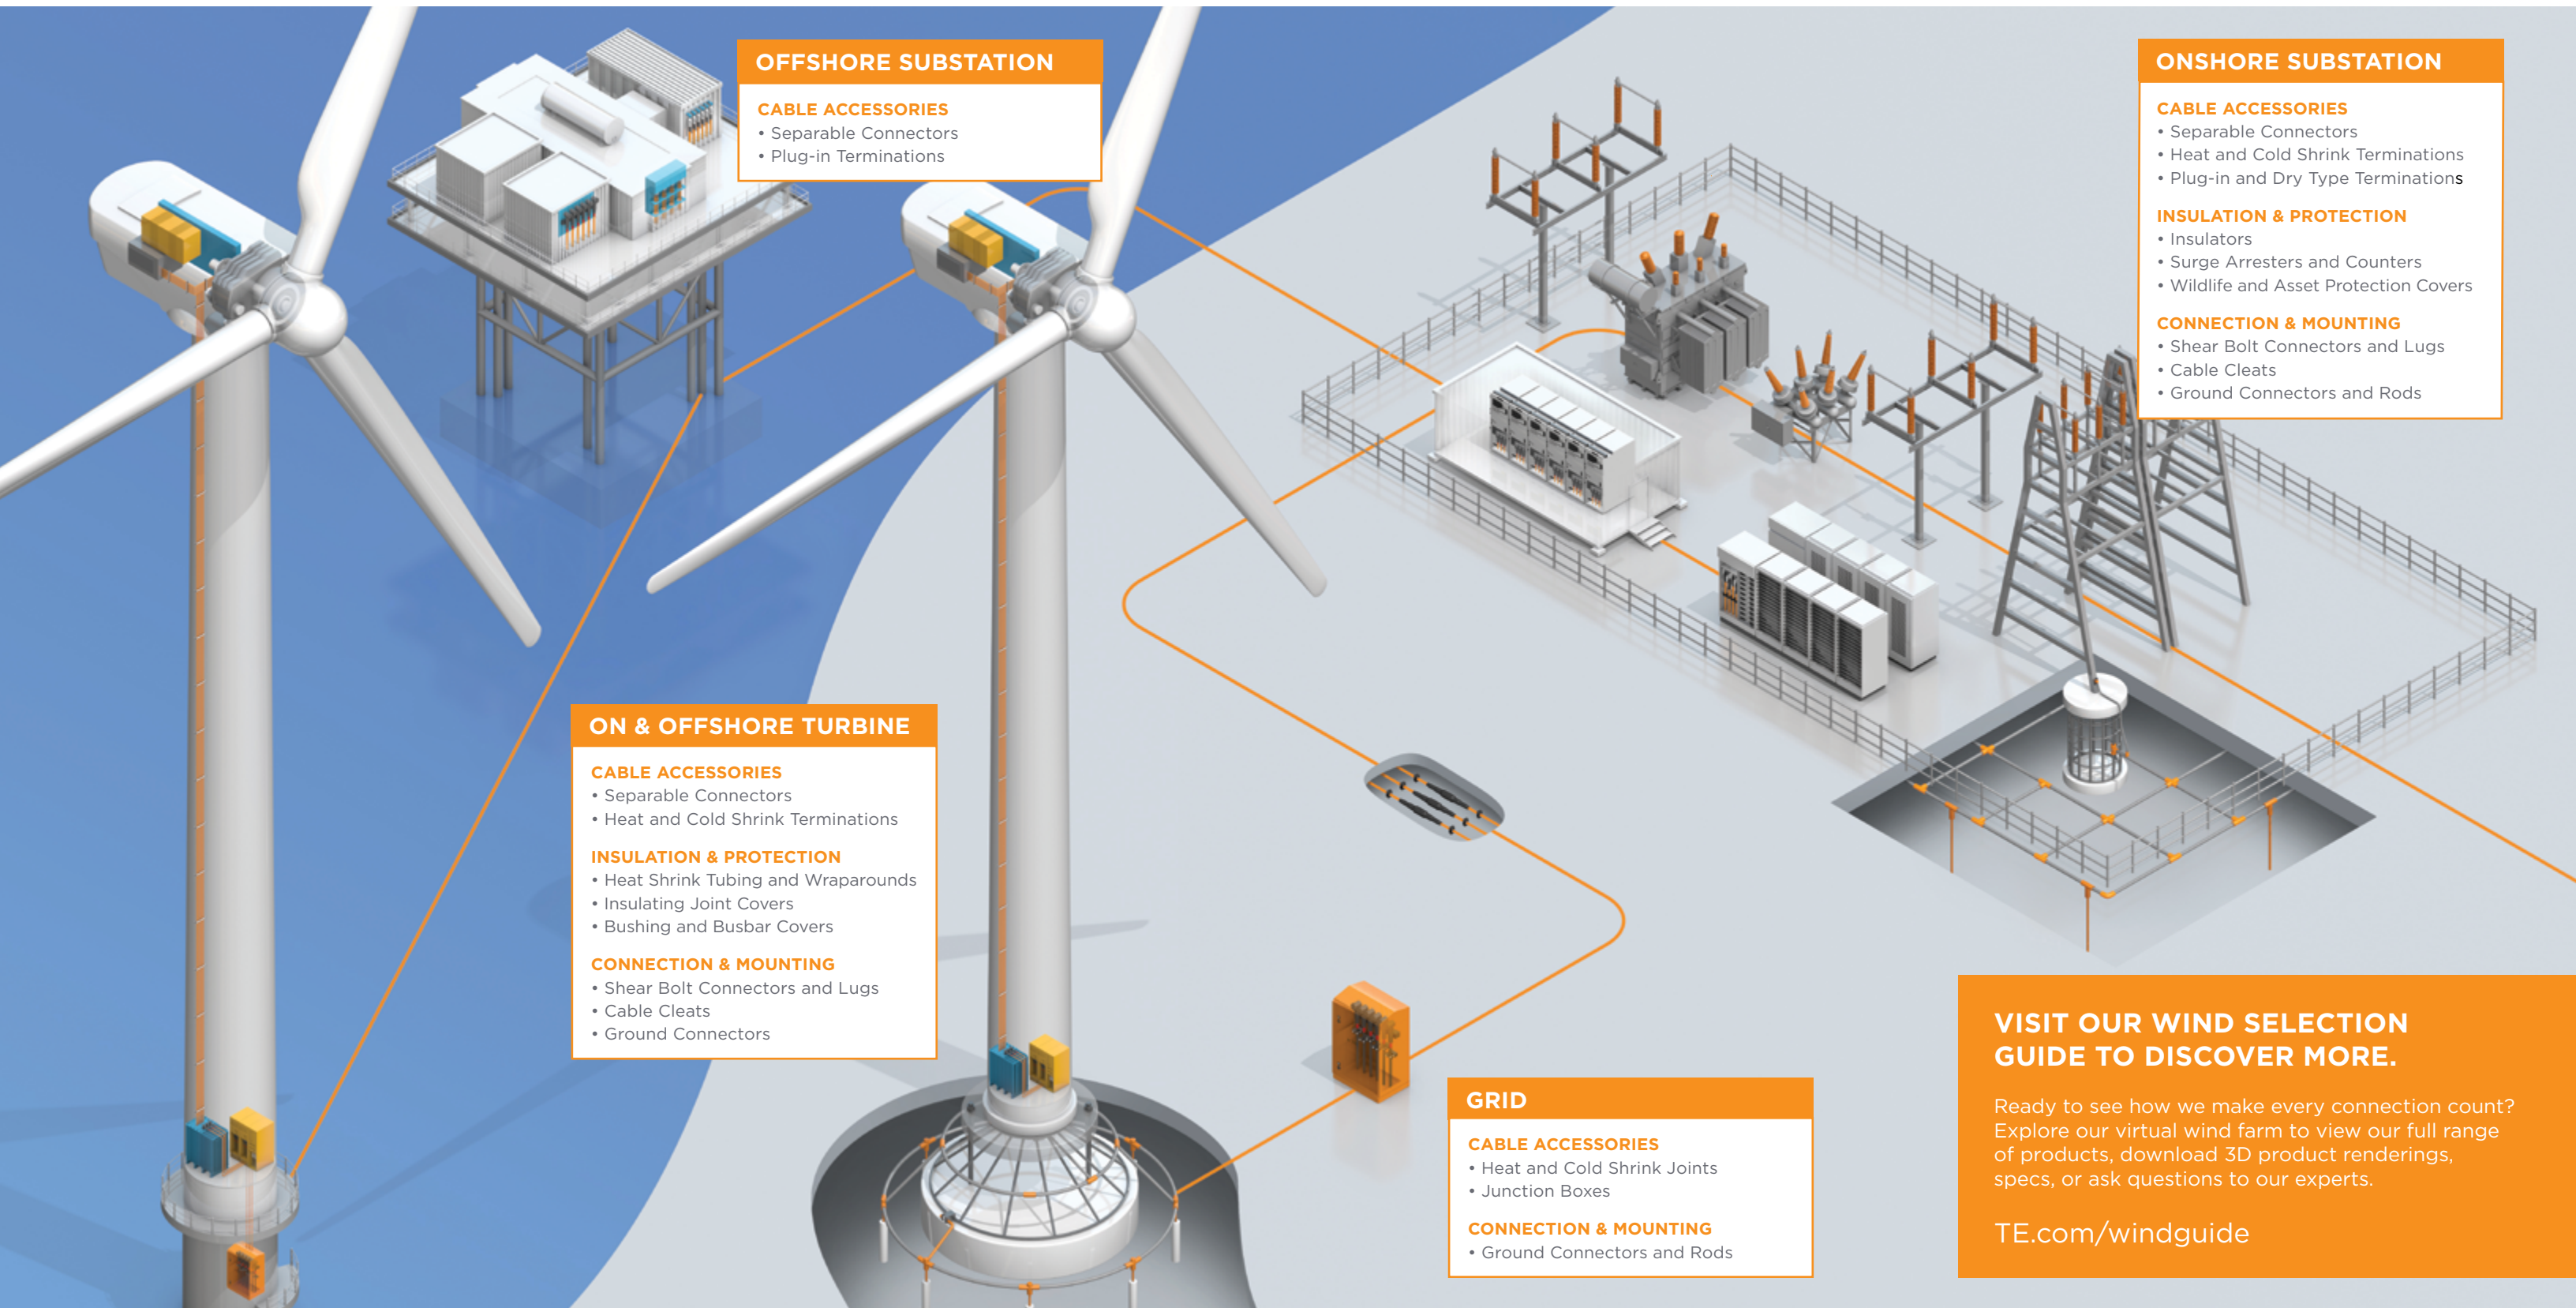 OFFSHORE SUBSTATION
CABLE ACCESSORIES
• Separable Connectors
• Plug-in Terminations
ONSHORE SUBSTATION
CABLE ACCESSORIES
• Separable Connectors
• Heat and Cold Shrink Terminations
• Plug-in and Dry Type Terminations
INSULATION & PROTECTION
• Insulators
• Surge Arresters and Counters
• Wildlife and Asset Protection Covers
CONNECTION & MOUNTING
• Shear Bolt Connectors and Lugs
• Cable Cleats
• Ground Connectors and Rods
ON & OFFSHORE TURBINE
CABLE ACCESSORIES
• Separable Connectors
• Heat and Cold Shrink Terminations
INSULATION & PROTECTION
• Heat Shrink Tubing and Wraparounds
• Insulating Joint Covers
• Bushing and Busbar Covers
CONNECTION & MOUNTING
• Shear Bolt Connectors and Lugs
• Cable Cleats
• Ground Connectors
GRID
CABLE ACCESSORIES
• Heat and Cold Shrink Joints
• Junction Boxes
CONNECTION & MOUNTING
• Ground Connectors and Rods
VISIT OUR WIND SELECTION
GUIDE TO DISCOVER MORE.
Ready to see how we make every connection count?
Explore our virtual wind farm to view our full range
of products, download 3D product renderings,
specs, or ask questions to our experts.
TE.com/windguide